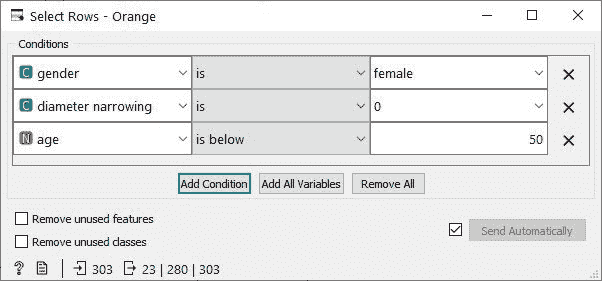 Select Rows - Orange
Conditions
C gender is female
C diameter narrowing is 0
N age is below 50
Add Condition Add All Variables Remove All
Remove unused features
Remove unused classes
Send Automatically
? 303 23 | 280 | 303